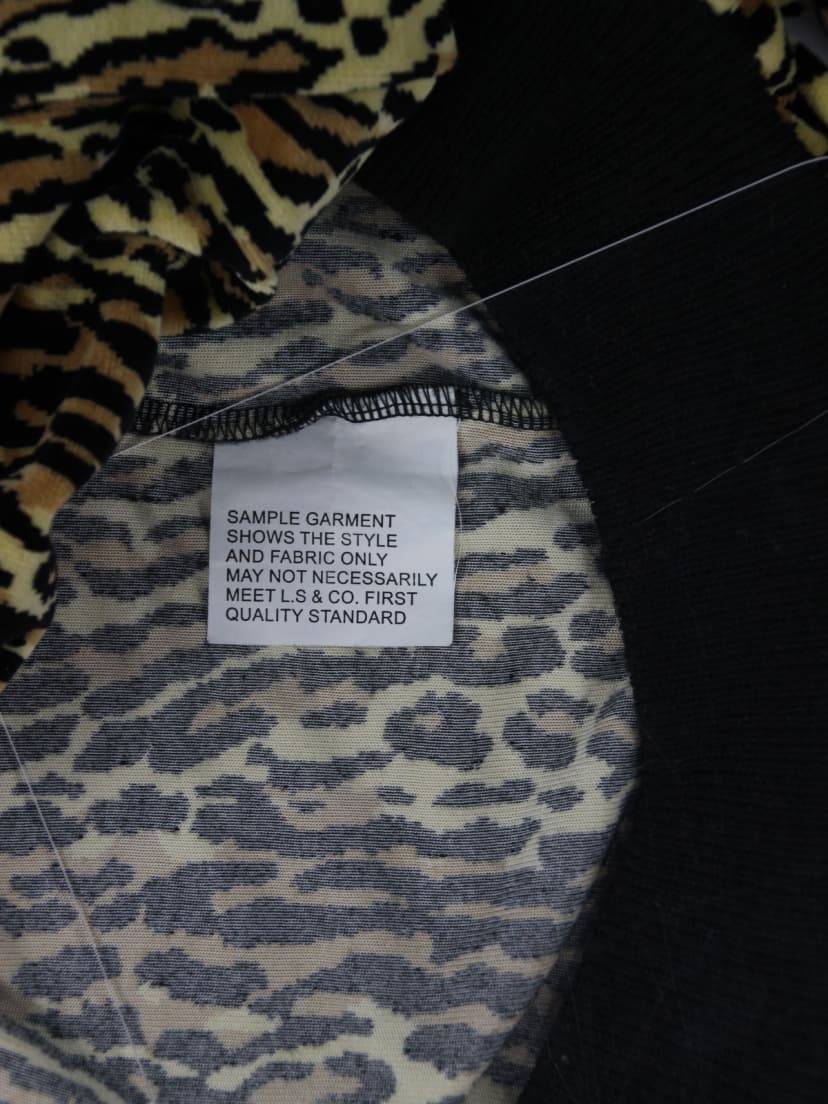 SAMPLE GARMENT
SHOWS THE STYLE
AND FABRIC ONLY
MAY NOT NECESSARILY
MEET L.S & CO. FIRST
QUALITY STANDARD